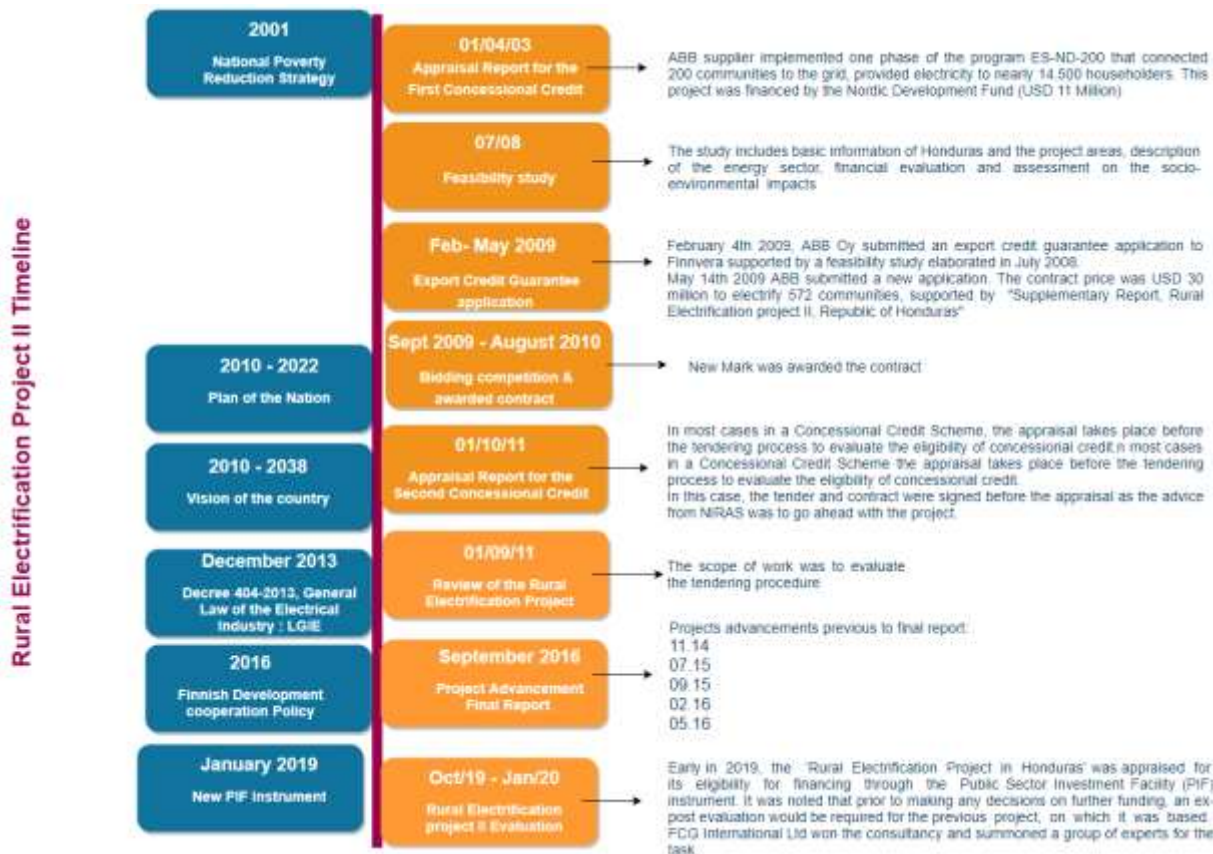 Rural Electrification Project II Timeline
2001
National Poverty
Reduction Strategy
01/04/03
Appraisal Report for the
First Concessional Credit
ABB supplier implemented one phase of the program ES-ND-200 that connected
200 communities to the grid, provided electricity to nearly 14.500 householders. This
project was financed by the Nordic Development Fund (USD 11 Million)
07/08
Feasibility study
The study includes basic information of Honduras and the project areas, description
of the energy sector, financial evaluation and assessment on the socio-
environmental impacts
Feb- May 2009
Export Credit Guarantee
application
February 4th 2009, ABB Oy submitted an export credit guarantee application to
Finnvera supported by a feasibility study elaborated in July 2008.
May 14th 2009 ABB submitted a new application. The contract price was USD 30
million to electrify 572 communities, supported by "Supplementary Report, Rural
Electrification project II, Republic of Honduras"
Sept 2009 - August 2010
Bidding competition &
awarded contract
New Mark was awarded the contract
2010 - 2022
Plan of the Nation
01/10/11
Appraisal Report for the
Second Concessional Credit
In most cases in a Concessional Credit Scheme, the appraisal takes place before
the tendering process to evaluate the eligibility of concessional credit.n most cases
in a Concessional Credit Scheme the appraisal takes place before the tendering
process to evaluate the eligibility of concessional credit.
In this case, the tender and contract were signed before the appraisal as the advice
from NIRAS was to go ahead with the project.
2010 - 2038
Vision of the country
01/09/11
Review of the Rural
Electrification Project
The scope of work was to evaluate
the tendering procedure
December 2013
Decree 404-2013, General
Law of the Electrical
Industry : LGIE
September 2016
Project Advancement
Final Report
Projects advancements previous to final report:
11.14
07.15
09.15
02.16
05.16
2016
Finnish Development
cooperation Policy
January 2019
New PIF Instrument
Oct/19 - Jan/20
Rural Electrification
project II Evaluation
Early in 2019, the 'Rural Electrification Project in Honduras' was appraised for
its eligibility for financing through the Public Sector Investment Facility (PIF)
instrument. It was noted that prior to making any decisions on further funding, an ex-
post evaluation would be required for the previous project, on which it was based.
FCG International Ltd won the consultancy and summoned a group of experts for the
task